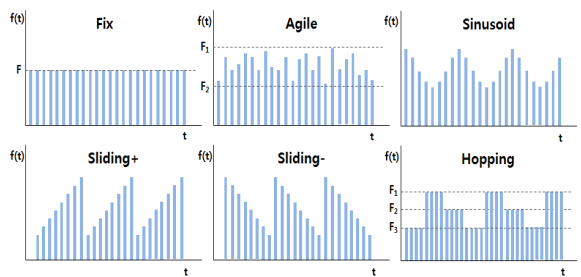 f(t) Fix
F
t
f(t) Agile
F1
F2
t
f(t) Sinusoid
t
f(t) Sliding+
t
f(t) Sliding-
t
f(t) Hopping
F1
F2
F3
t